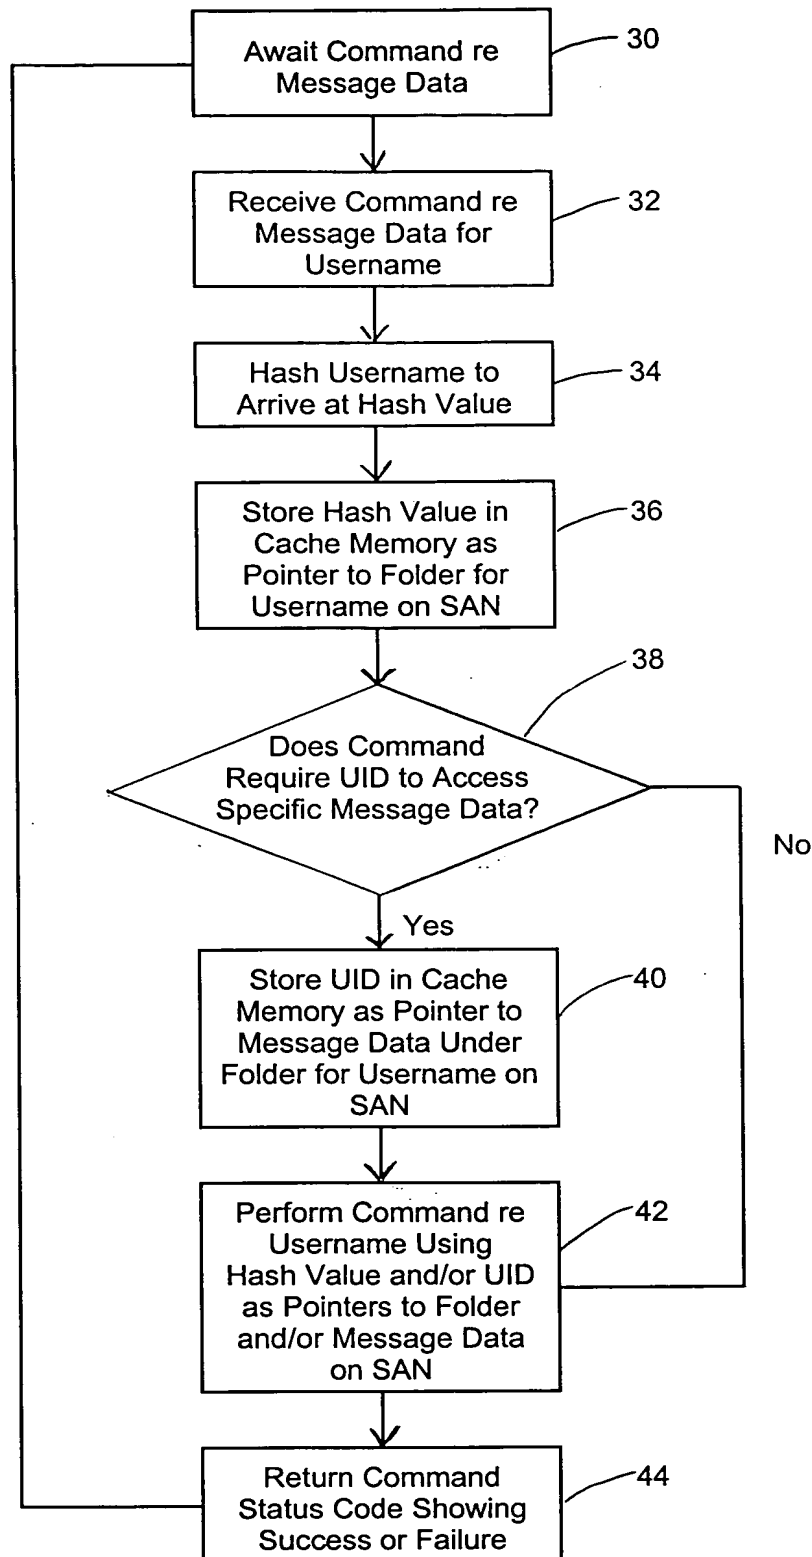 Await Command re
Message Data
30
Receive Command re
Message Data for
Username
32
Hash Username to
Arrive at Hash Value
34
Store Hash Value in
Cache Memory as
Pointer to Folder for
Username on SAN
36
38
Does Command
Require UID to Access
Specific Message Data?
No
Yes
Store UID in Cache
Memory as Pointer to
Message Data Under
Folder for Username on
SAN
40
Perform Command re
Username Using
Hash Value and/or UID
as Pointers to Folder
and/or Message Data
on SAN
42
Return Command
Status Code Showing
Success or Failure
44